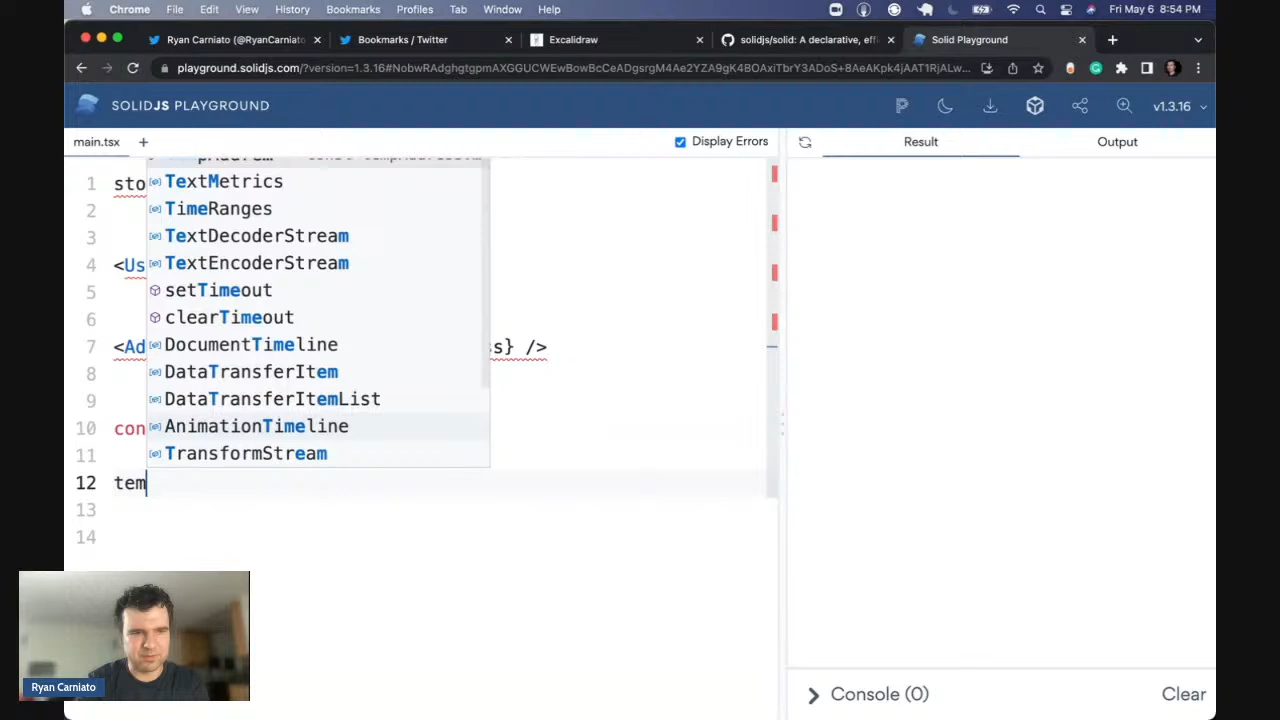 Chrome File Edit View History Bookmarks Profiles Tab Window Help Fri May 6 8:54 PM
Ryan Carniato (@RyanCarniato Bookmarks / Twitter Excalidraw solidjs/solid: A declarative, effi Solid Playground
playground.solidjs.com/?version=1.3.16#NobwRAdghgtgpmAXGGUCWEwBowBcCeADgsrgM4Ae2YZA9gK4BOAxiTbrY3ADoS+8AeAKpk4jAAT1RjALw...
SOLIDJS PLAYGROUND v1.3.16
main.tsx + Display Errors Result Output
1 sto
TextMetrics
2 TimeRanges
3 TextDecoderStream
4 <Us TextEncoderStream
5 setTimeout
6 clearTimeout
7 <Ad DocumentTimeline s} />
8 DataTransferItem
9 DataTransferItemList
10 con AnimationTimeline
11 TransformStream
12 tem
13
14
Ryan Carniato
Console (0) Clear